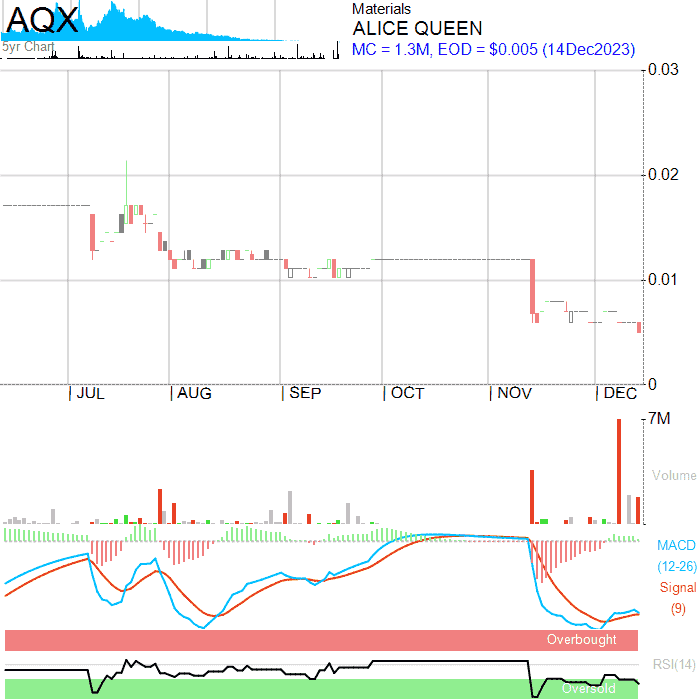 AQX
5yr Chart
Materials
ALICE QUEEN
MC = 1.3M, EOD = $0.005 (14Dec2023)
0.03
0.02
0.01
0
JUL AUG SEP OCT NOV DEC
7M
Volume
MACD
(12-26)
Signal
(9)
Overbought
RSI(14)
Oversold